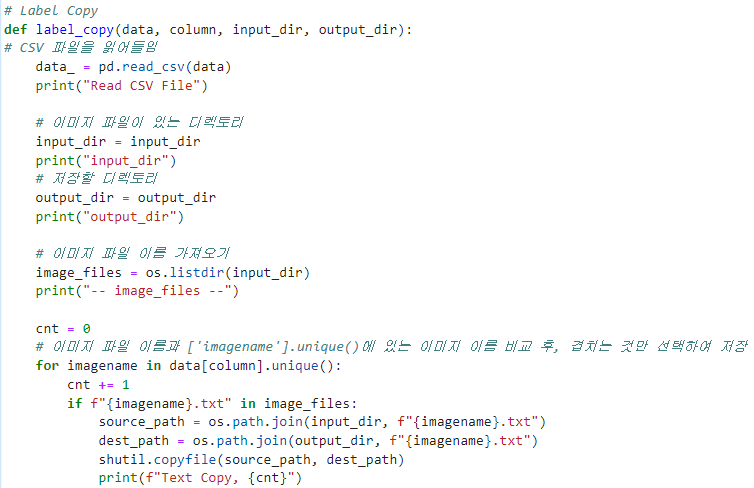 # Label Copy
def label_copy(data, column, input_dir, output_dir):
# CSV 파일을 읽어들임
    data_ = pd.read_csv(data)
    print("Read CSV File")
    # 이미지 파일이 있는 디렉토리
    input_dir = input_dir
    print("input_dir")
    # 저장할 디렉토리
    output_dir = output_dir
    print("output_dir")
    # 이미지 파일 이름 가져오기
    image_files = os.listdir(input_dir)
    print("-- image_files --")
    cnt = 0
    # 이미지 파일 이름과 ['imagename'].unique()에 있는 이미지 이름 비교 후, 겹치는 것만 선택하여 저장
    for imagename in data[column].unique():
        cnt += 1
        if f"{imagename}.txt" in image_files:
            source_path = os.path.join(input_dir, f"{imagename}.txt")
            dest_path = os.path.join(output_dir, f"{imagename}.txt")
            shutil.copyfile(source_path, dest_path)
            print(f"Text Copy, {cnt}")